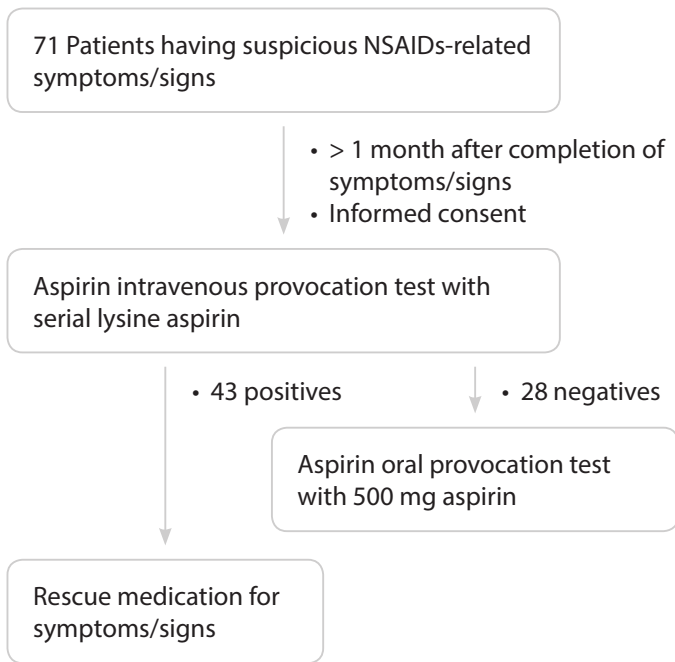 71 Patients having suspicious NSAIDs-related
symptoms/signs
• > 1 month after completion of
symptoms/signs
• Informed consent
Aspirin intravenous provocation test with
serial lysine aspirin
• 43 positives
• 28 negatives
Aspirin oral provocation test
with 500 mg aspirin
Rescue medication for
symptoms/signs